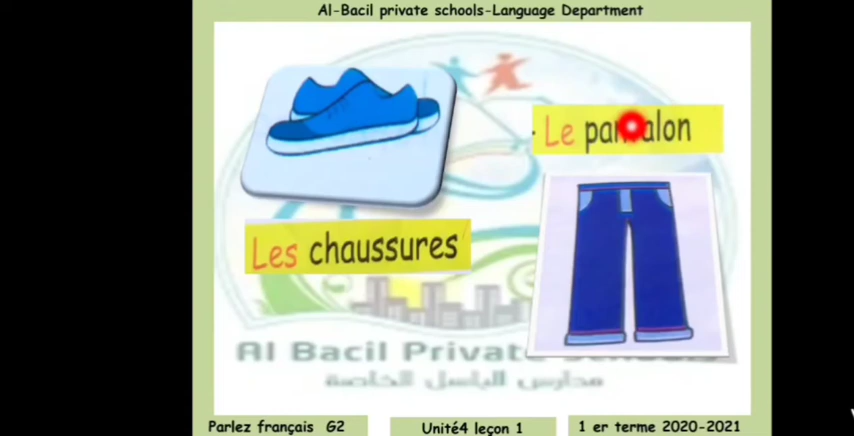 Al-Bacil private schools-Language Department
Le
Les chaussures
Al Bacil Private
مدارس الباسل الخاصة
Parlez français G2
Unité4 leçon 1
1 er terme 2020-2021